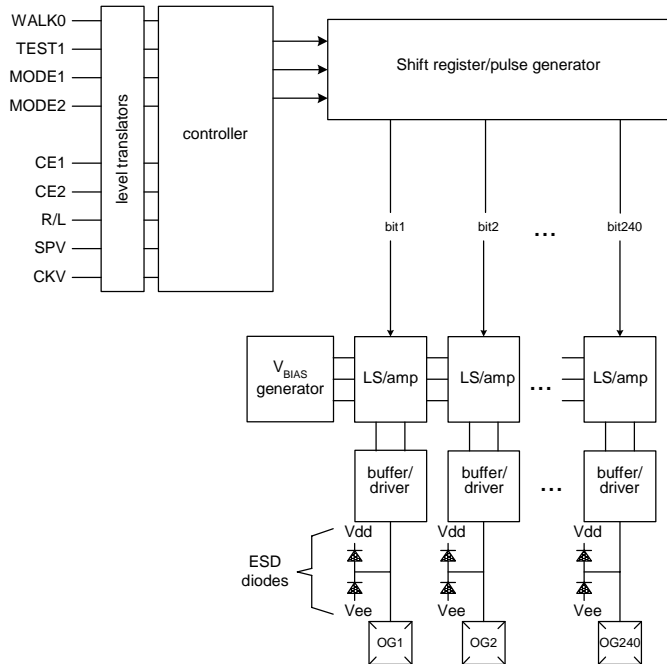 WALK0
TEST1
MODE1
MODE2
CE1
CE2
R/L
SPV
CKV
level translators
controller
Shift register/pulse generator
bit1
bit2
...
bit240
VBIAS
generator
LS/amp
LS/amp
...
LS/amp
buffer/
driver
buffer/
driver
...
buffer/
driver
ESD
diodes
Vdd
Vdd
Vdd
Vee
Vee
Vee
OG1
OG2
OG240